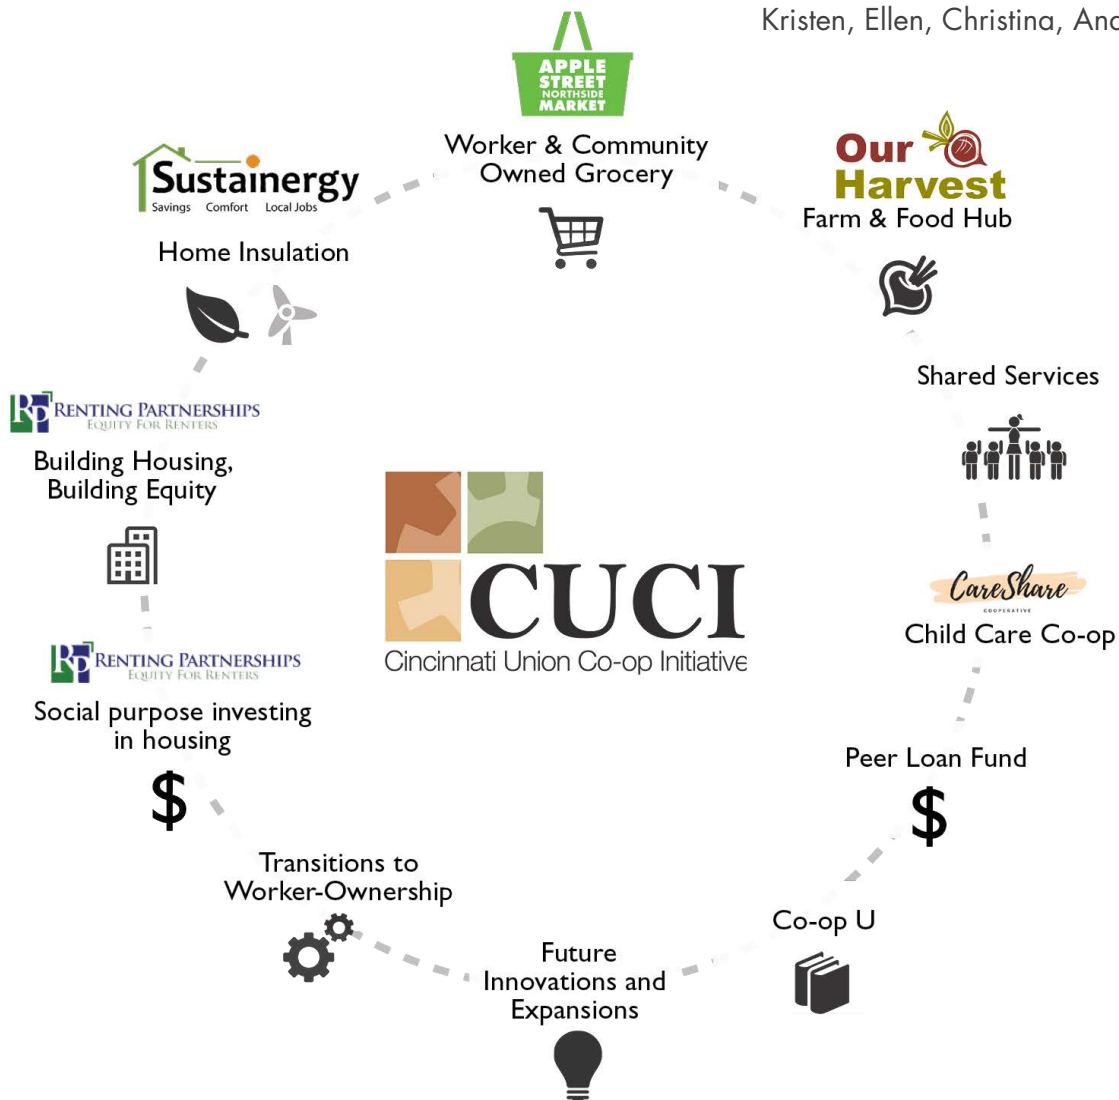 Kristen, Ellen, Christina, And
APPLE
STREET
NORTHSIDE
MARKET
Worker & Community
Owned Grocery
Our
Harvest
Farm & Food Hub
Sustainergy
Savings Comfort Local Jobs
Home Insulation
Shared Services
RP RENTING PARTNERSHIPS
EQUITY FOR RENTERS
Building Housing,
Building Equity
CUCI
Cincinnati Union Co-op Initiative
CareShare
COOPERATIVE
Child Care Co-op
RP RENTING PARTNERSHIPS
EQUITY FOR RENTERS
Social purpose investing
in housing
$
Peer Loan Fund
$
Transitions to
Worker-Ownership
Co-op U
Future
Innovations and
Expansions